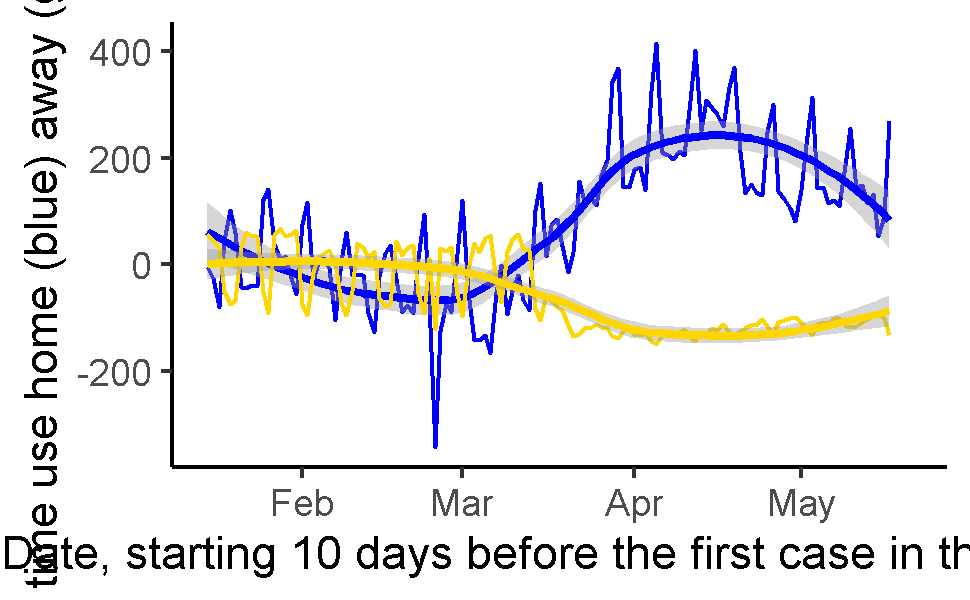 time use home (blue) away (
400
200
0
-200
Feb Mar Apr May
Date, starting 10 days before the first case in th